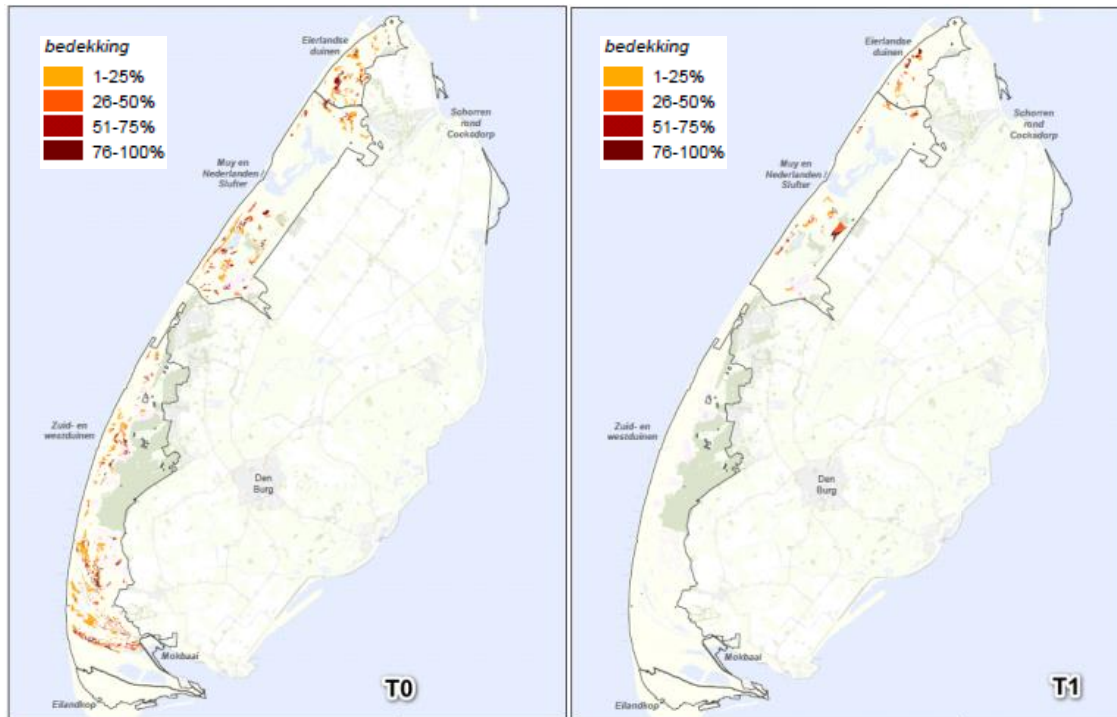 bedekking
1-25%
26-50%
51-75%
76-100%
Eierlandse
duinen
Schorren
rond
Cocksdorp
Muy en
Nederlanden /
Slufter
Zuid- en
westduinen
Den
Burg
Mokbaai
Eilandkop
T0
bedekking
1-25%
26-50%
51-75%
76-100%
Eierlandse
duinen
Schorren
rond
Cocksdorp
Muy en
Nederlanden /
Slufter
Zuid- en
westduinen
Den
Burg
Mokbaai
Eilandkop
T1